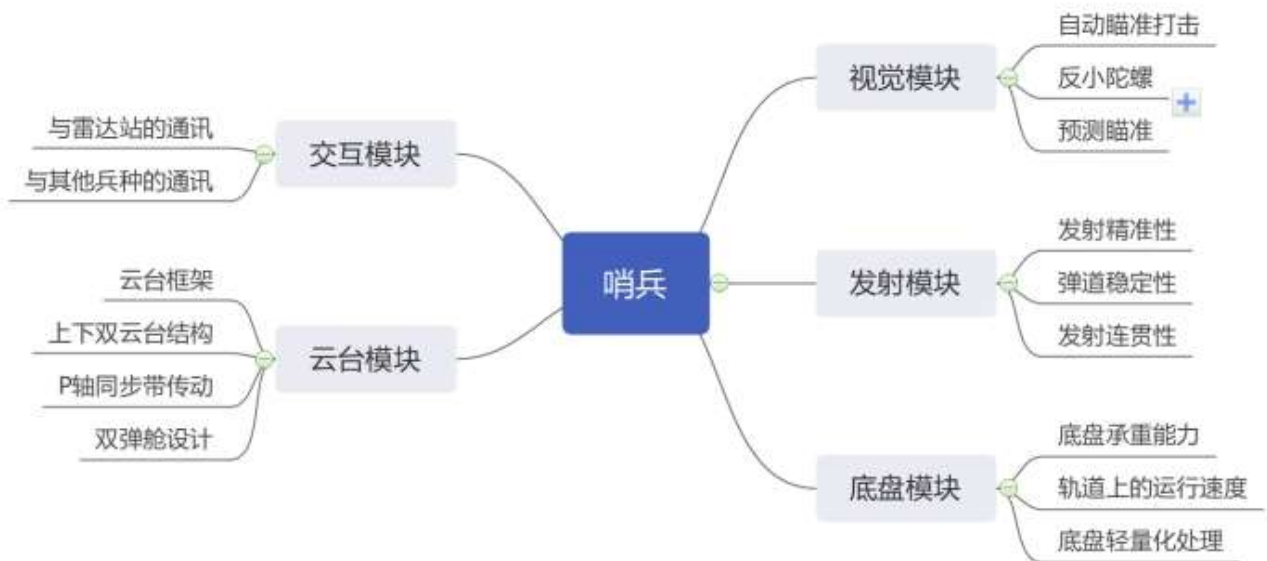 哨兵
视觉模块
自动瞄准打击
反小陀螺
预测瞄准
发射模块
发射精准性
弹道稳定性
发射连贯性
底盘模块
底盘承重能力
轨道上的运行速度
底盘轻量化处理
交互模块
与雷达站的通讯
与其他兵种的通讯
云台模块
云台框架
上下双云台结构
P轴同步带传动
双弹舱设计